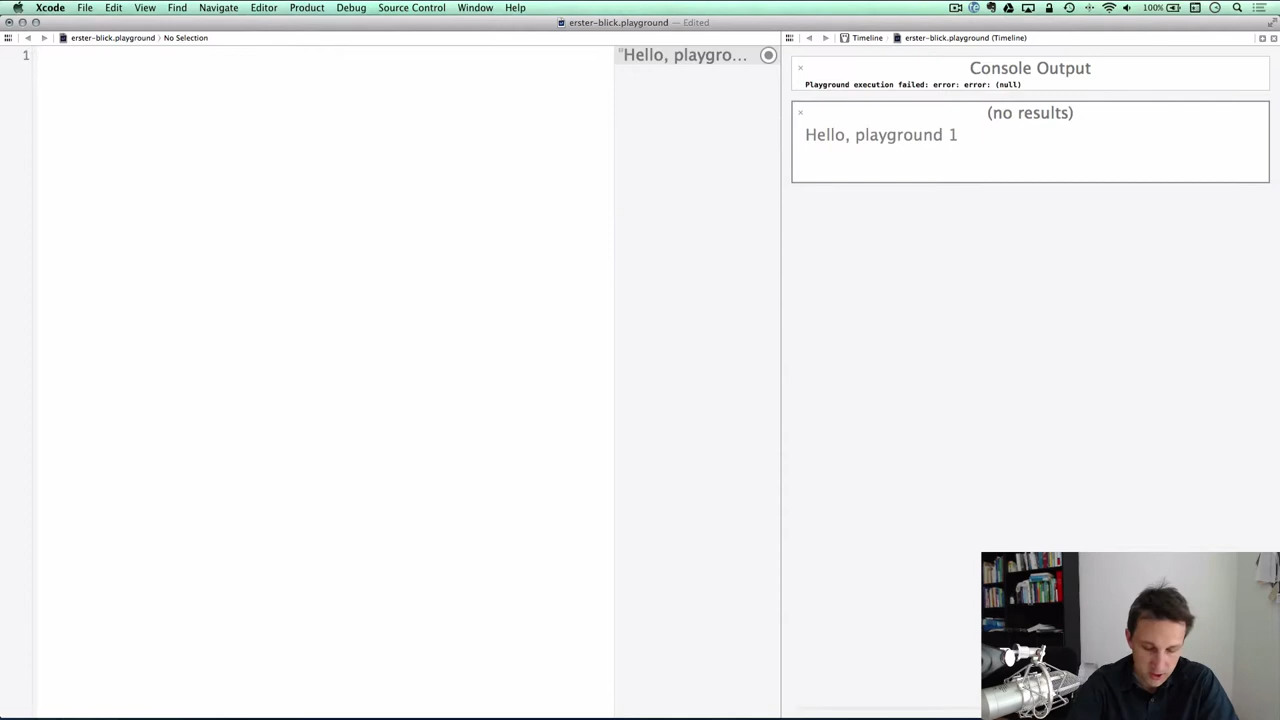 Xcode File Edit View Find Navigate Editor Product Debug Source Control Window Help 100%
erster-blick.playground — Edited
erster-blick.playground 〉 No Selection
Timeline 〉 erster-blick.playground (Timeline)
1
"Hello, playgro...
Console Output
Playground execution failed: error: error: (null)
(no results)
Hello, playground 1